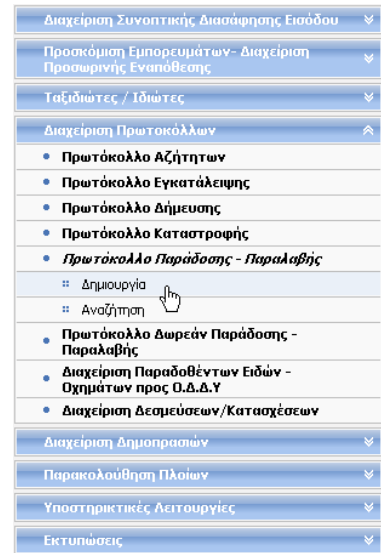 Διαχείριση Συνοπτικής Διασάφησης Εισόδου
Προσκόμιση Εμπορευμάτων- Διαχείριση
Προσωρινής Εναπόθεσης
Ταξιδιώτες / Ιδιώτες
Διαχείριση Πρωτοκόλλων
Πρωτόκολλο Αζήτητων
Πρωτόκολλο Εγκατάλειψης
Πρωτόκολλο Δήμευσης
Πρωτόκολλο Καταστροφής
Πρωτόκολλο Παράδοσης - Παραλαβής
Δημιουργία
Αναζήτηση
Πρωτόκολλο Δωρεάν Παράδοσης -
Παραλαβής
Διαχείριση Παραδοθέντων Ειδών -
Οχημάτων προς Ο.Δ.Δ.Υ
Διαχείριση Δεσμεύσεων/Κατασχέσεων
Διαχείριση Δημοπρασιών
Παρακολούθηση Πλοίων
Υποστηρικτικές Λειτουργίες
Εκτυπώσεις